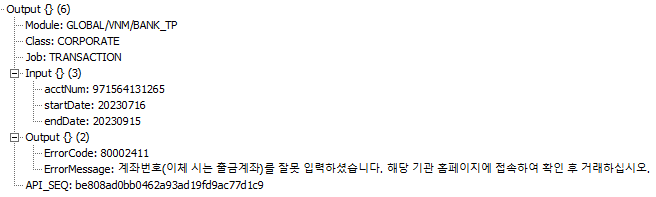 Output {} (6)
Module: GLOBAL/VNM/BANK_TP
Class: CORPORATE
Job: TRANSACTION
Input {} (3)
acctNum: 971564131265
startDate: 20230716
endDate: 20230915
Output {} (2)
ErrorCode: 80002411
ErrorMessage: 계좌번호(이체 시는 출금계좌)를 잘못 입력하셨습니다. 해당 기관 홈페이지에 접속하여 확인 후 거래하십시오.
API_SEQ: be808ad0bb0462a93ad19fd9ac77d1c9